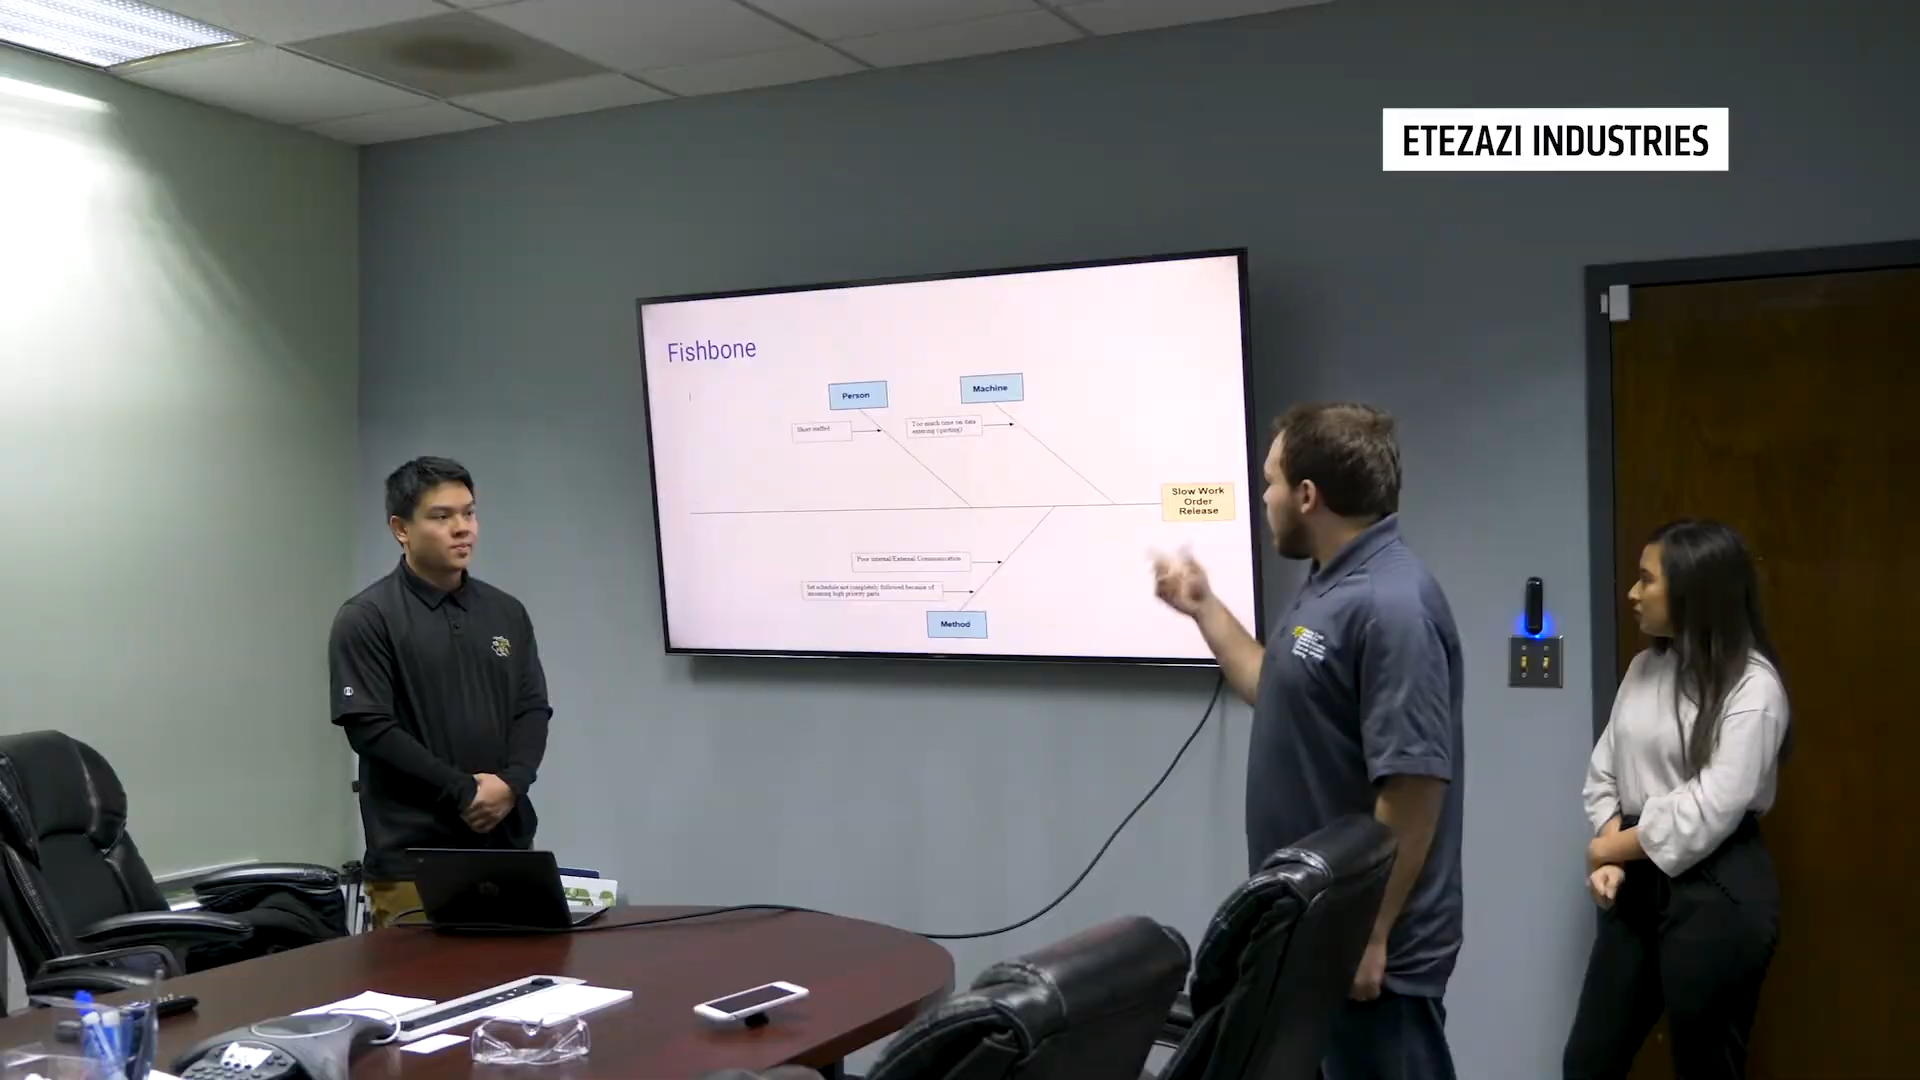 ETEZAZI INDUSTRIES
Fishbone
Person
Machine
Short staffed
Too much time on data
entering (quoting)
Slow Work
Order
Release
Poor internal/External Communication
Set schedule not completely followed because of
incoming high priority parts
Method